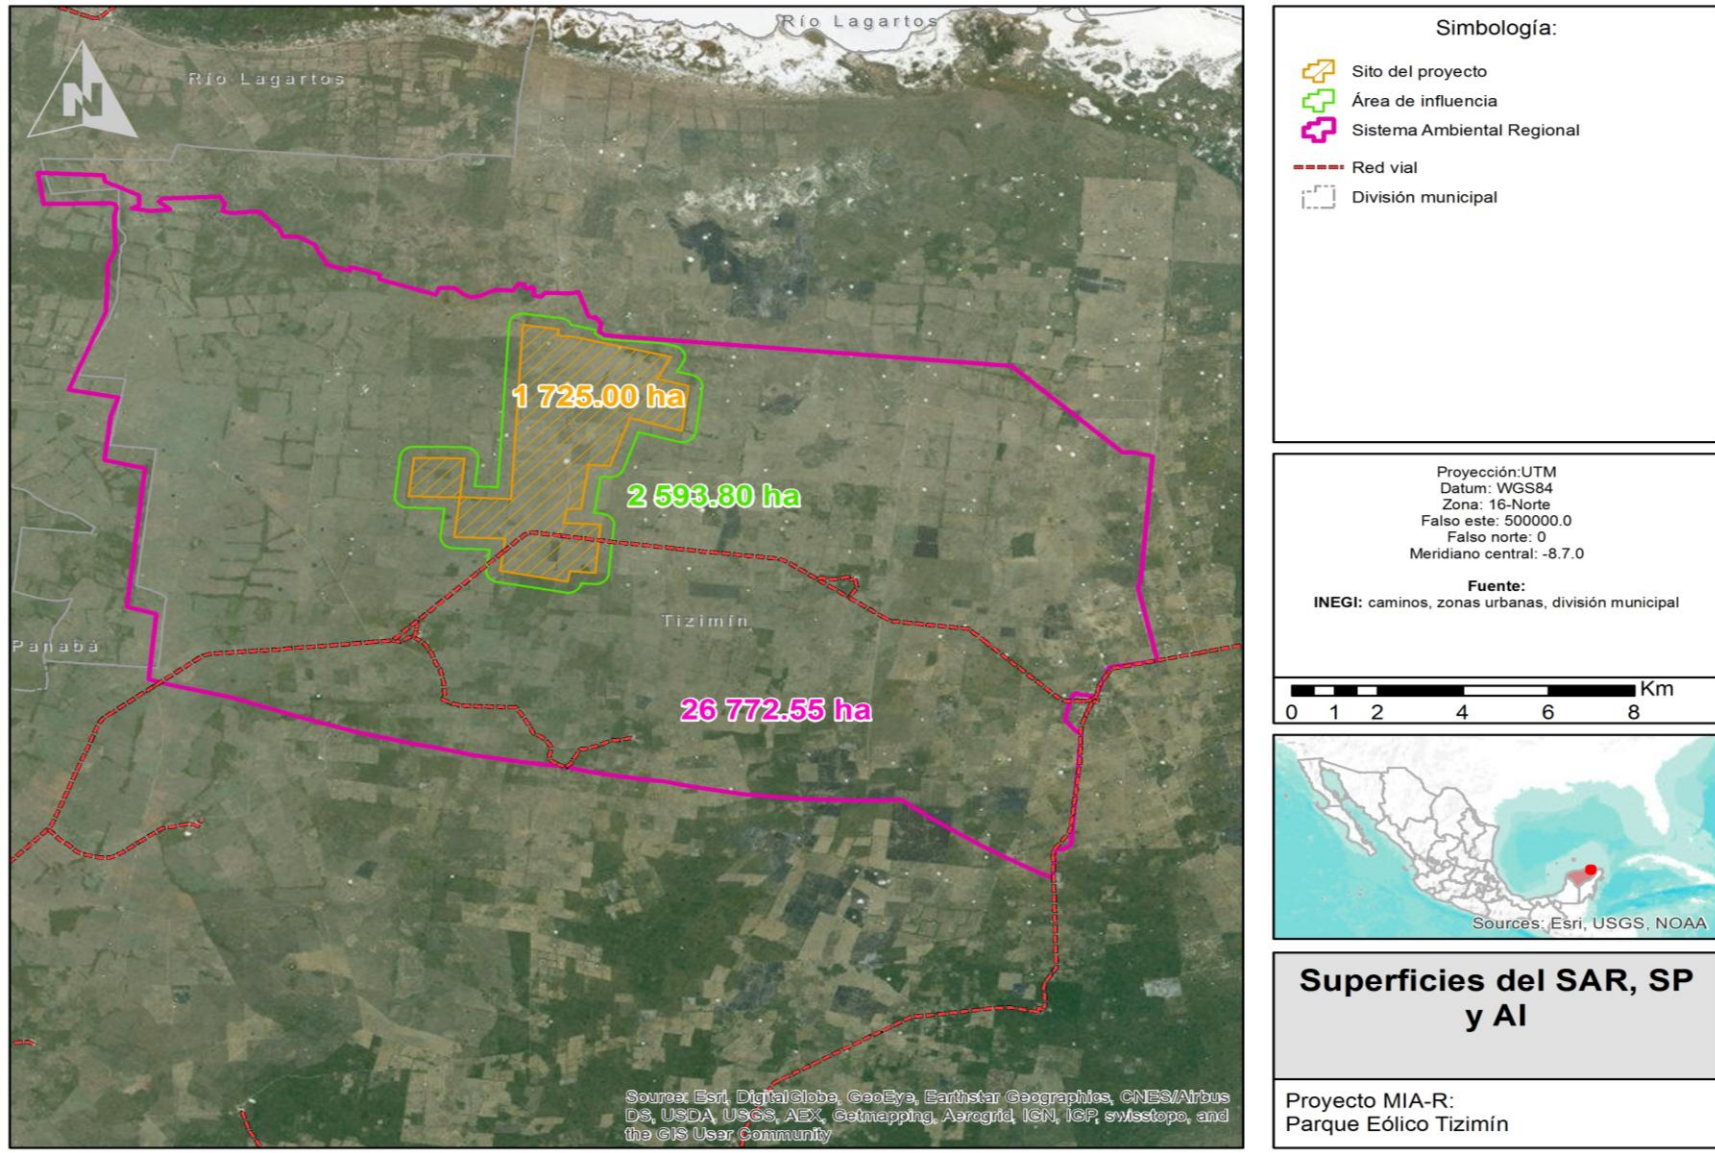 Río Lagartos
Río Lagartos
N
1 725.00 ha
2 593.80 ha
Tizimín
Panabá
26 772.55 ha
Source: Esri, DigitalGlobe, GeoEye, Earthstar Geographics, CNES/Airbus
DS, USDA, USGS, AEX, Getmapping, Aerogrid, IGN, IGP, swisstopo, and
the GIS User Community
Simbología:
Sito del proyecto
Área de influencia
Sistema Ambiental Regional
Red vial
División municipal
Proyección:UTM
Datum: WGS84
Zona: 16-Norte
Falso este: 500000.0
Falso norte: 0
Meridiano central: -8.7.0
Fuente:
INEGI: caminos, zonas urbanas, división municipal
Km
0 1 2 4 6 8
Sources: Esri, USGS, NOAA
Superficies del SAR, SP
y AI
Proyecto MIA-R:
Parque Eólico Tizimín